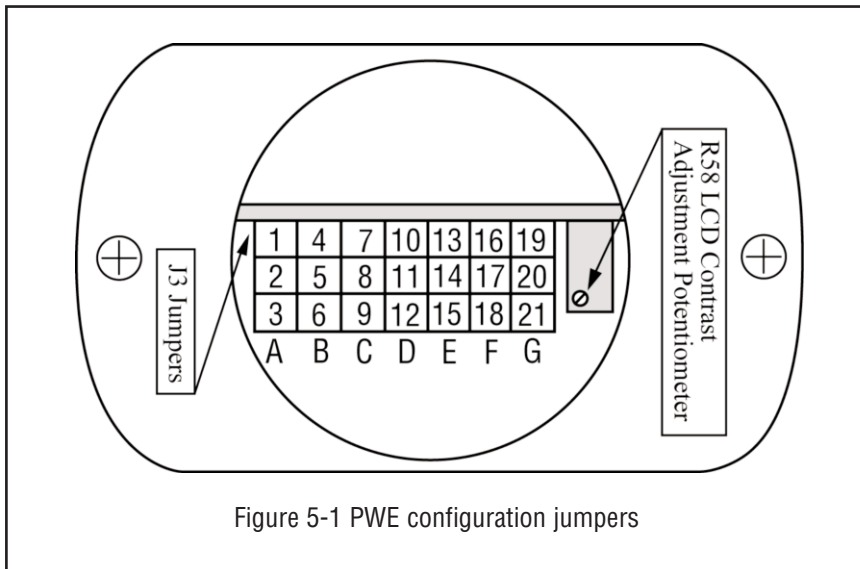 R58 LCD Contrast
Adjustment Potentiometer
J3 Jumpers
1 4 7 10 13 16 19
2 5 8 11 14 17 20
3 6 9 12 15 18 21
A B C D E F G
Figure 5-1 PWE configuration jumpers